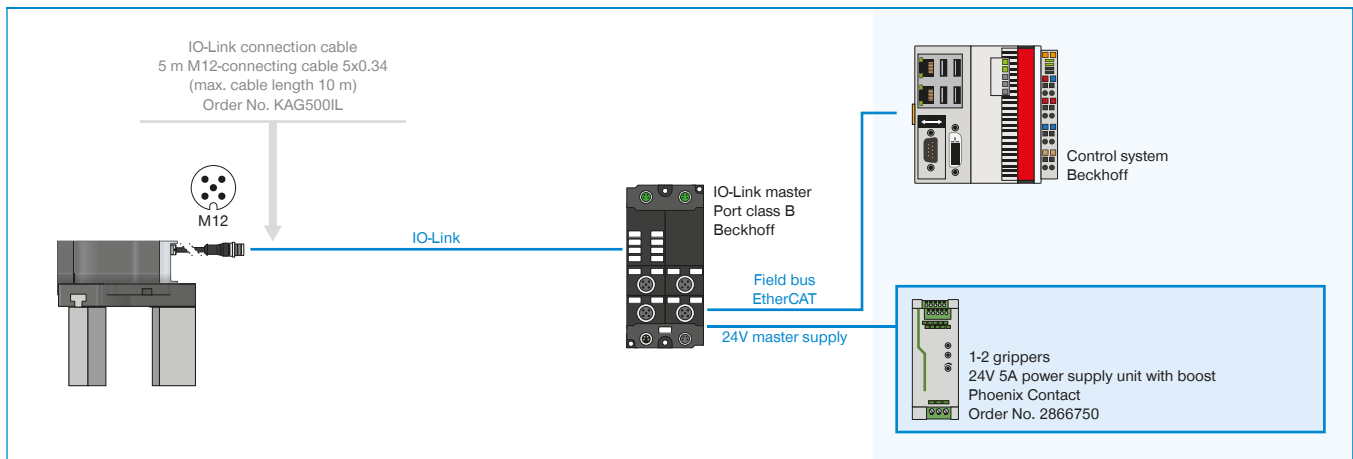 IO-Link connection cable
5 m M12-connecting cable 5x0.34
(max. cable length 10 m)
Order No. KAG500IL
M12
IO-Link
IO-Link master
Port class B
Beckhoff
Field bus
EtherCAT
24V master supply
Control system
Beckhoff
1-2 grippers
24V 5A power supply unit with boost
Phoenix Contact
Order No. 2866750